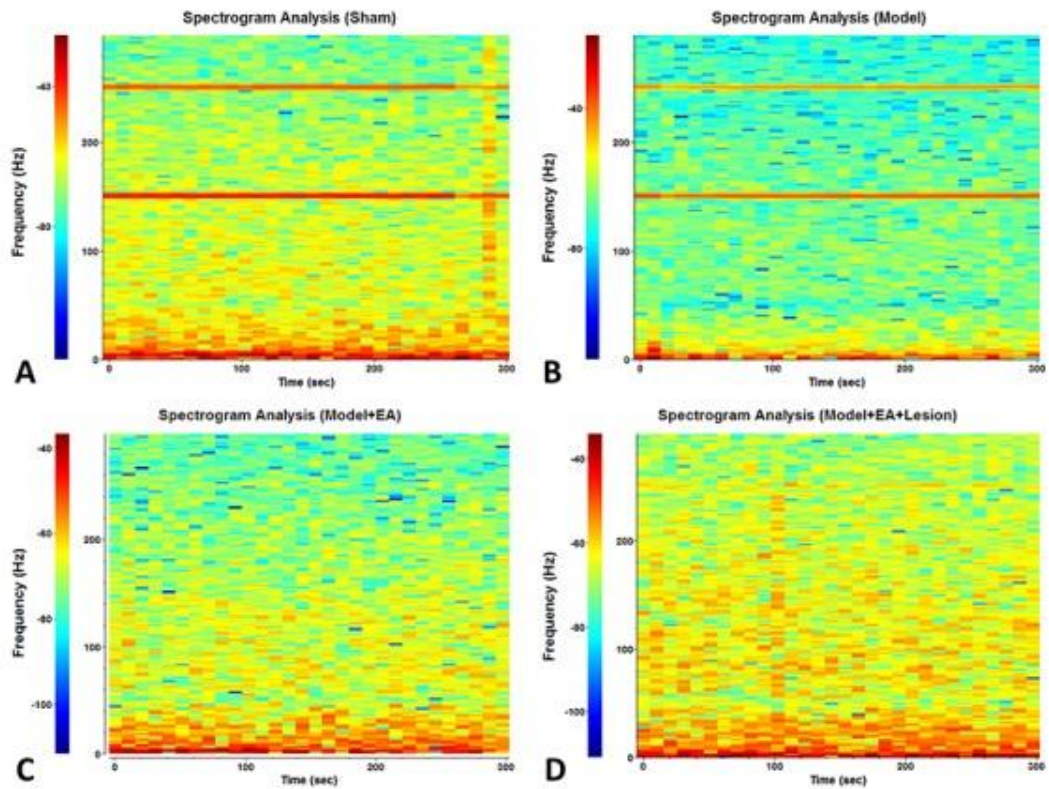 Spectrogram Analysis (Sham)
Frequency (Hz)
-80
200
100
0
100
200
300
Time (sec)
A
Spectrogram Analysis (Model)
Frequency (Hz)
-80
200
100
0
0
100
200
300
Time (sec)
B
Spectrogram Analysis (Model+EA)
Frequency (Hz)
-40
-60
-80
-100
200
100
0
0
100
200
300
Time (sec)
C
Spectrogram Analysis (Model+EA+Lesion)
Frequency (Hz)
-40
-60
-80
-100
200
100
0
0
100
200
300
Time (sec)
D